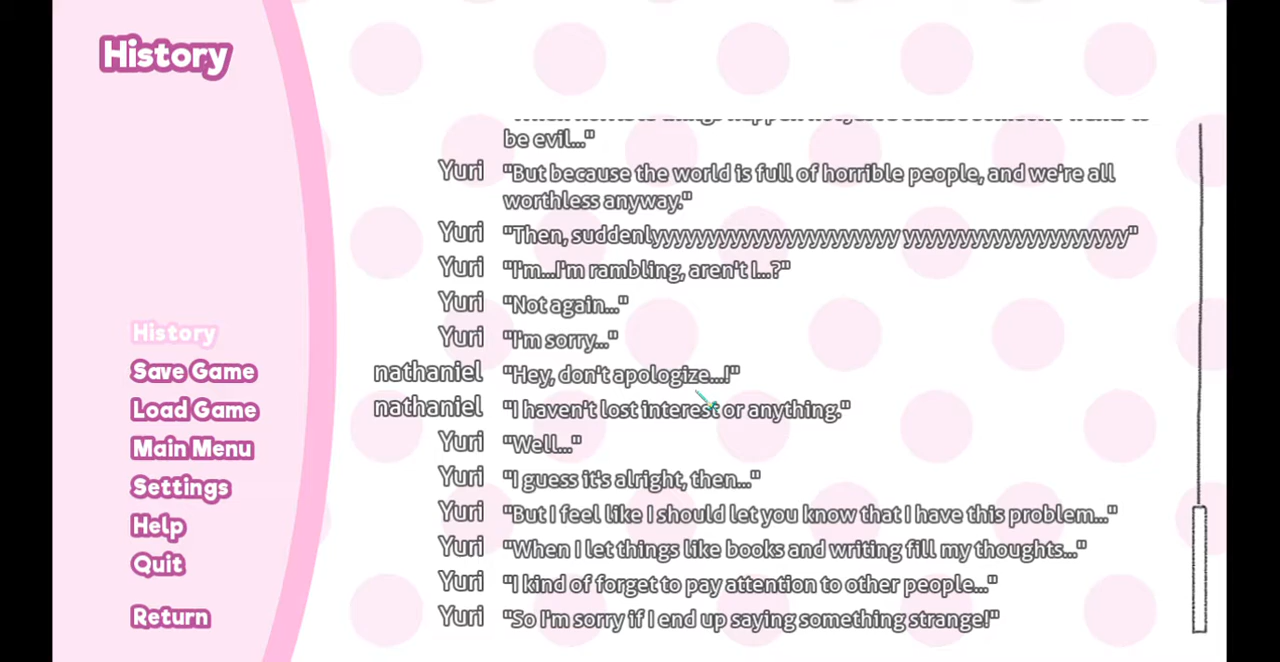 History
be evil..."
Yuri "But because the world is full of horrible people, and we're all
worthless anyway."
Yuri "Then, suddenlyyyyyyyyyyyyyyyyyyyyyyy yyyyyyyyyyyyyyyyyyyy"
Yuri "I'm...I'm rambling, aren't I...?"
Yuri "Not again..."
Yuri "I'm sorry..."
nathaniel "Hey, don't apologize...!"
nathaniel "I haven't lost interest or anything."
Yuri "Well..."
Yuri "I guess it's alright, then..."
Yuri "But I feel like I should let you know that I have this problem..."
Yuri "When I let things like books and writing fill my thoughts..."
Yuri "I kind of forget to pay attention to other people..."
Yuri "So I'm sorry if I end up saying something strange!"
History
Save Game
Load Game
Main Menu
Settings
Help
Quit
Return